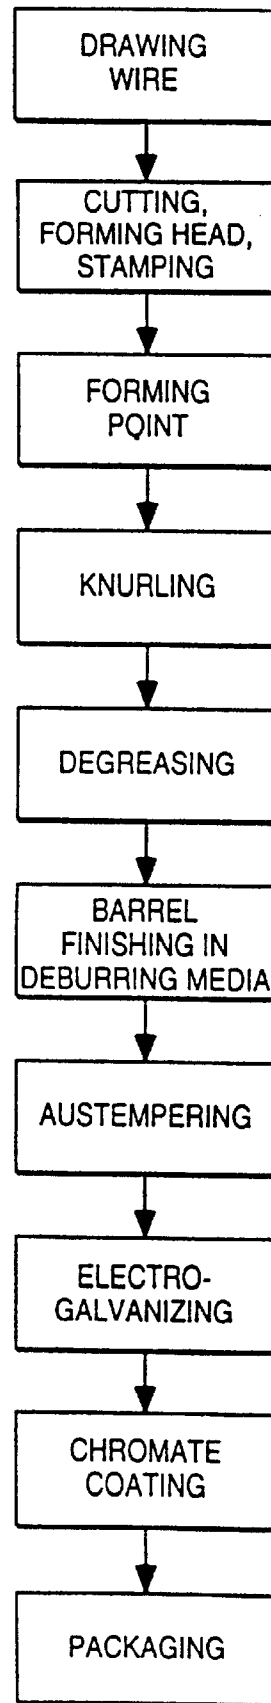 DRAWING
WIRE
CUTTING,
FORMING HEAD,
STAMPING
FORMING
POINT
KNURLING
DEGREASING
BARREL
FINISHING IN
DEBURRING MEDIA
AUSTEMPERING
ELECTRO-
GALVANIZING
CHROMATE
COATING
PACKAGING